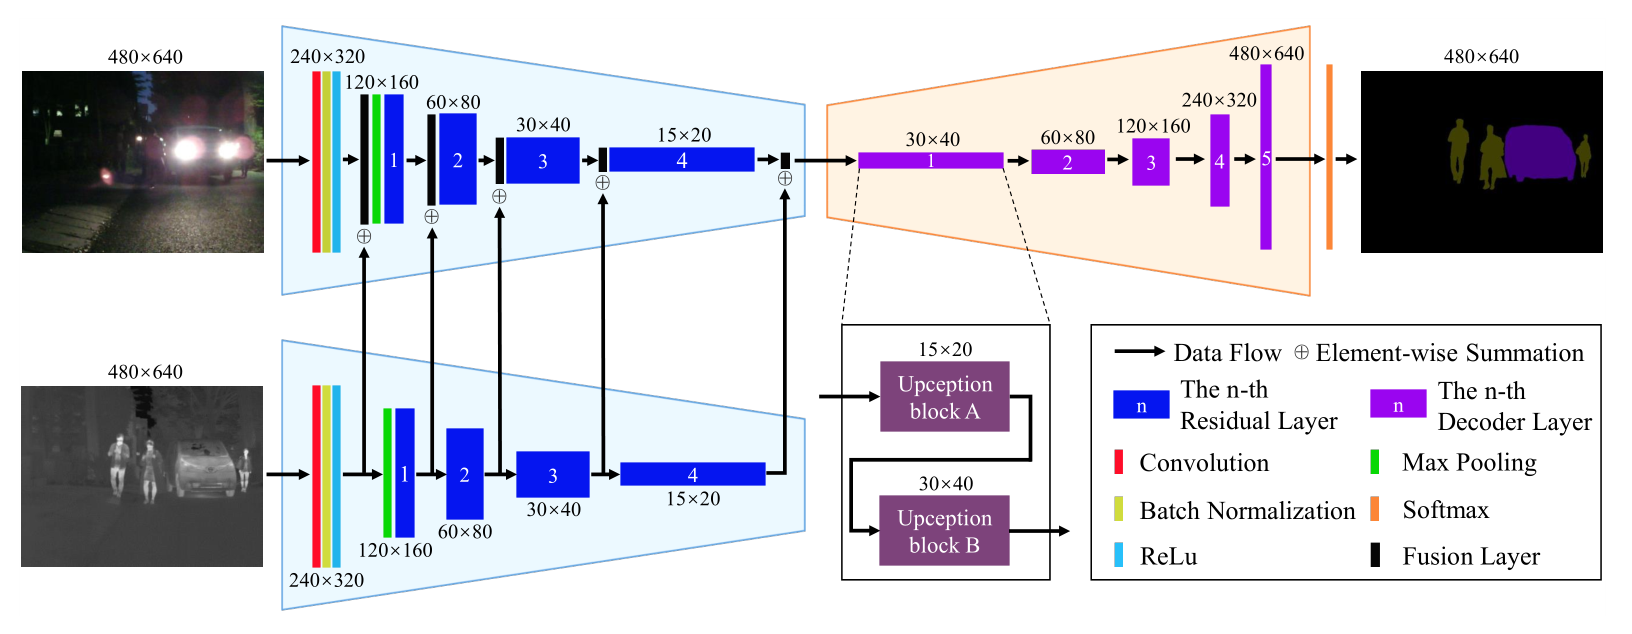 480×640
240×320
120×160
1
60×80
2
30×40
3
15×20
4
⊕
⊕
⊕
⊕
⊕
30×40
1
60×80
2
120×160
3
240×320
4
480×640
5
480×640
480×640
240×320
1
120×160
2
60×80
3
30×40
4
15×20
15×20
Upception
block A
30×40
Upception
block B
Data Flow
⊕ Element-wise Summation
n
The n-th
Residual Layer
n
The n-th
Decoder Layer
Convolution
Max Pooling
Batch Normalization
Softmax
ReLu
Fusion Layer